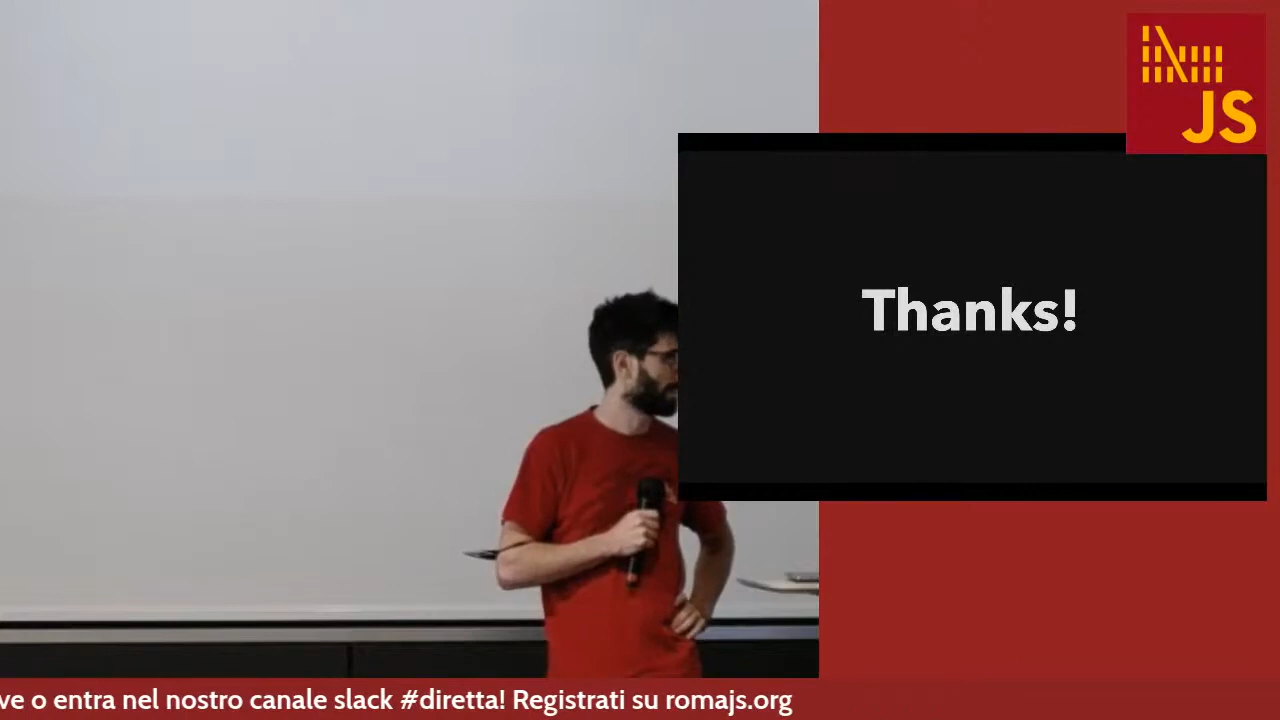 JS
Thanks!
ve o entra nel nostro canale slack #diretta! Registrati su romajs.org